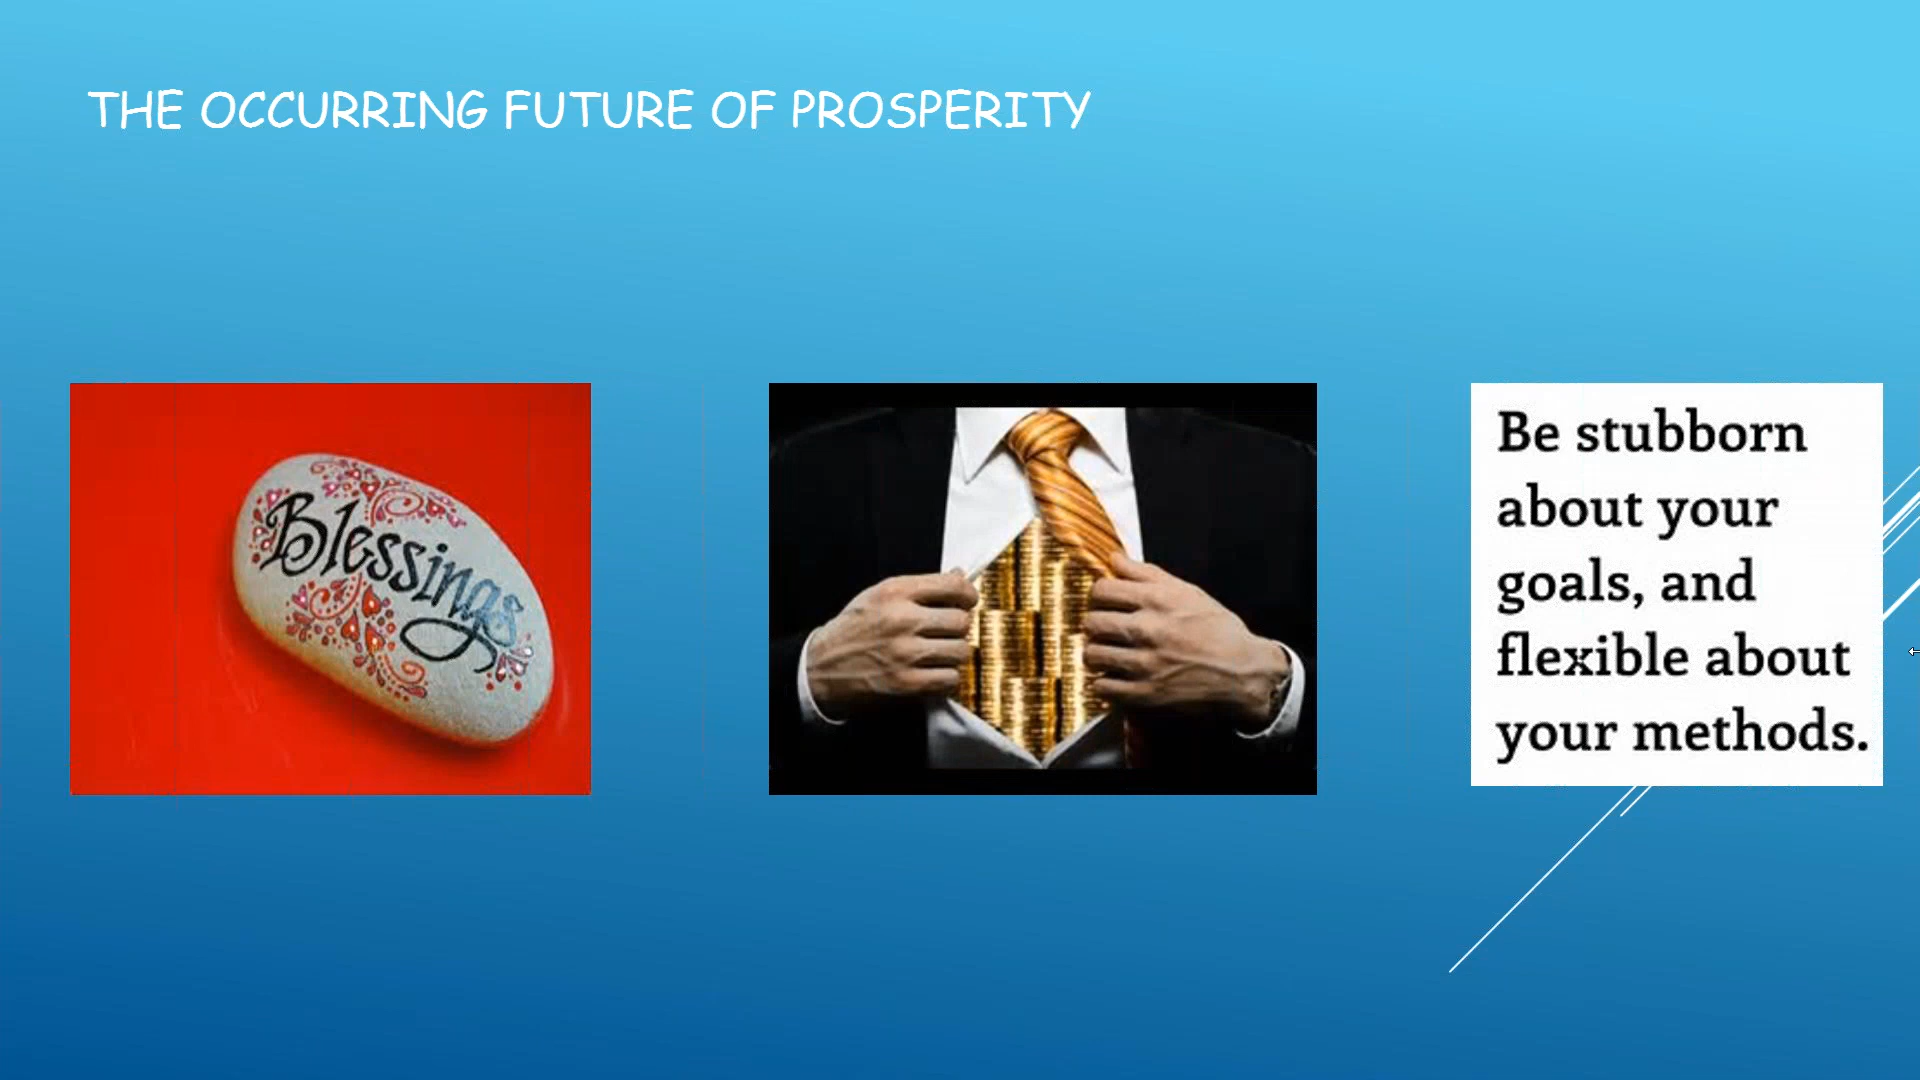 THE OCCURRING FUTURE OF PROSPERITY
Blessings
Be stubborn
about your
goals, and
flexible about
your methods.